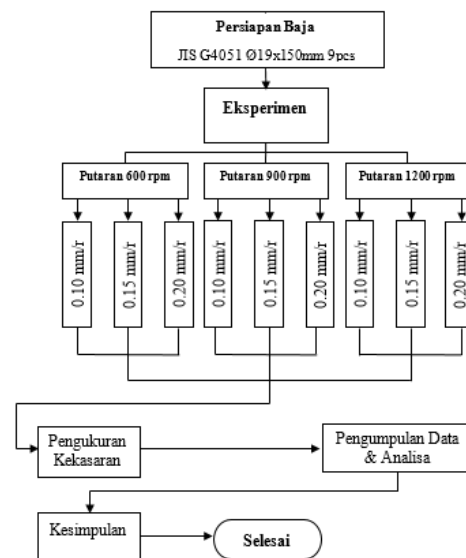 Persiapan Baja
JIS G4051 Ø19x150mm 9pcs
Eksperimen
Putaran 600 rpm
Putaran 900 rpm
Putaran 1200 rpm
0.10 mm/r
0.15 mm/r
0.20 mm/r
0.10 mm/r
0.15 mm/r
0.20 mm/r
0.10 mm/r
0.15 mm/r
0.20 mm/r
Pengukuran
Kekasaran
Pengumpulan Data
& Analisa
Kesimpulan
Selesai